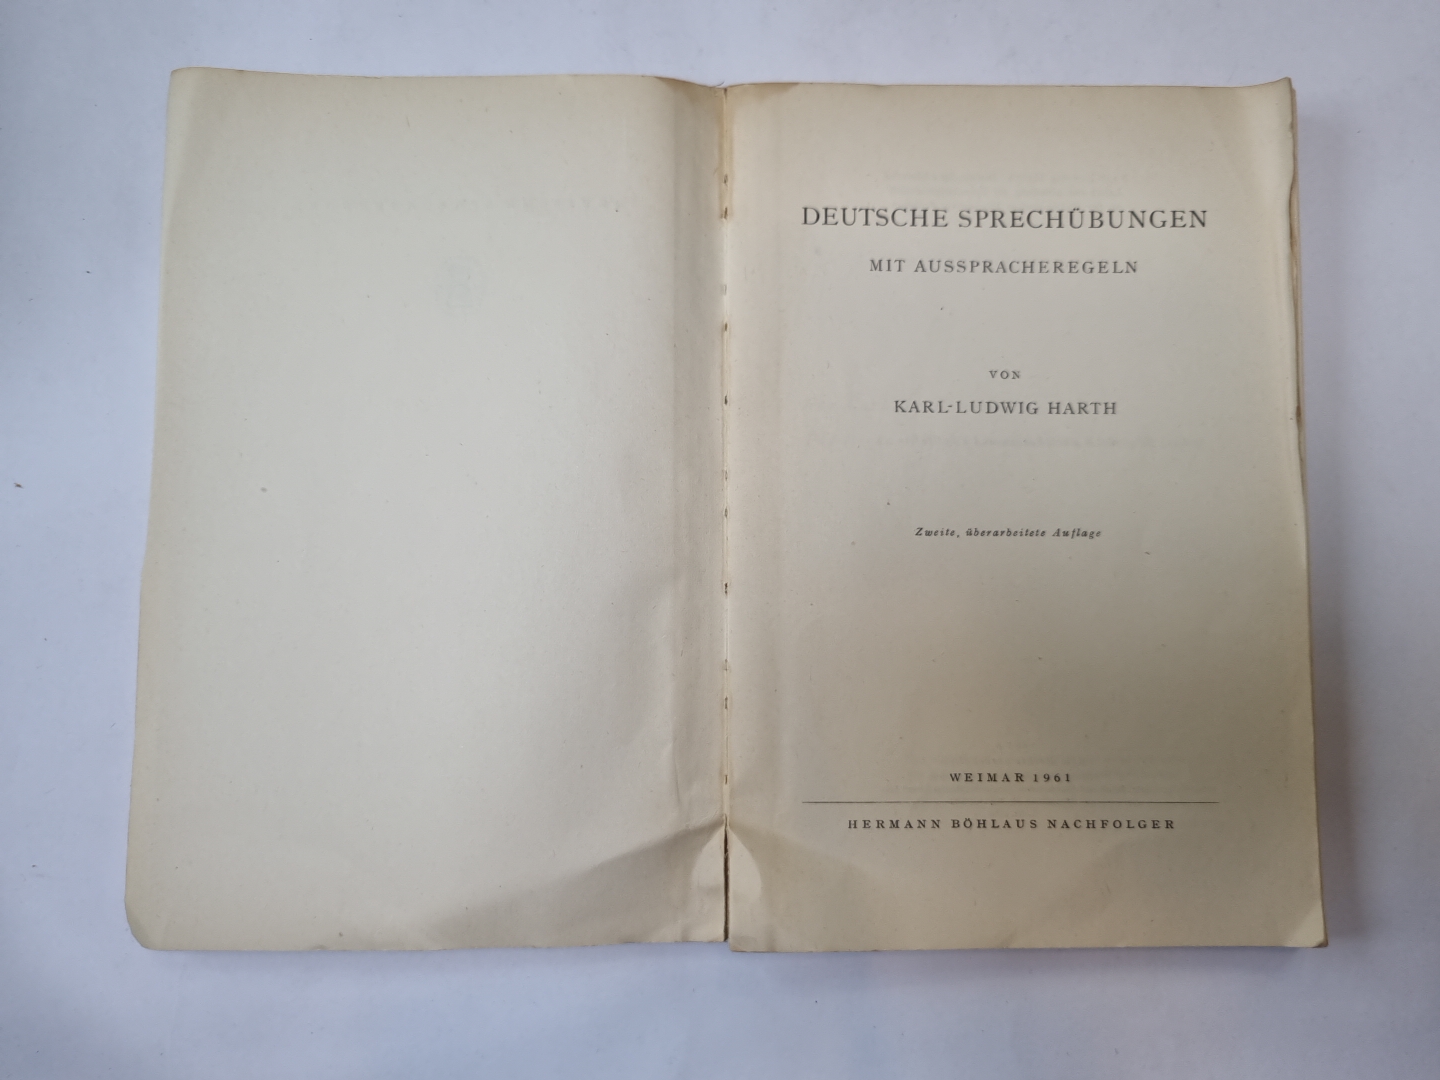 DEUTSCHE SPRECHÜBUNGEN
MIT AUSSPRACHEREGELN
VON
KARL-LUDWIG HARTH
Zweite, überarbeitete Auflage
WEIMAR 1961
HERMANN BÖHLAUS NACHFOLGER